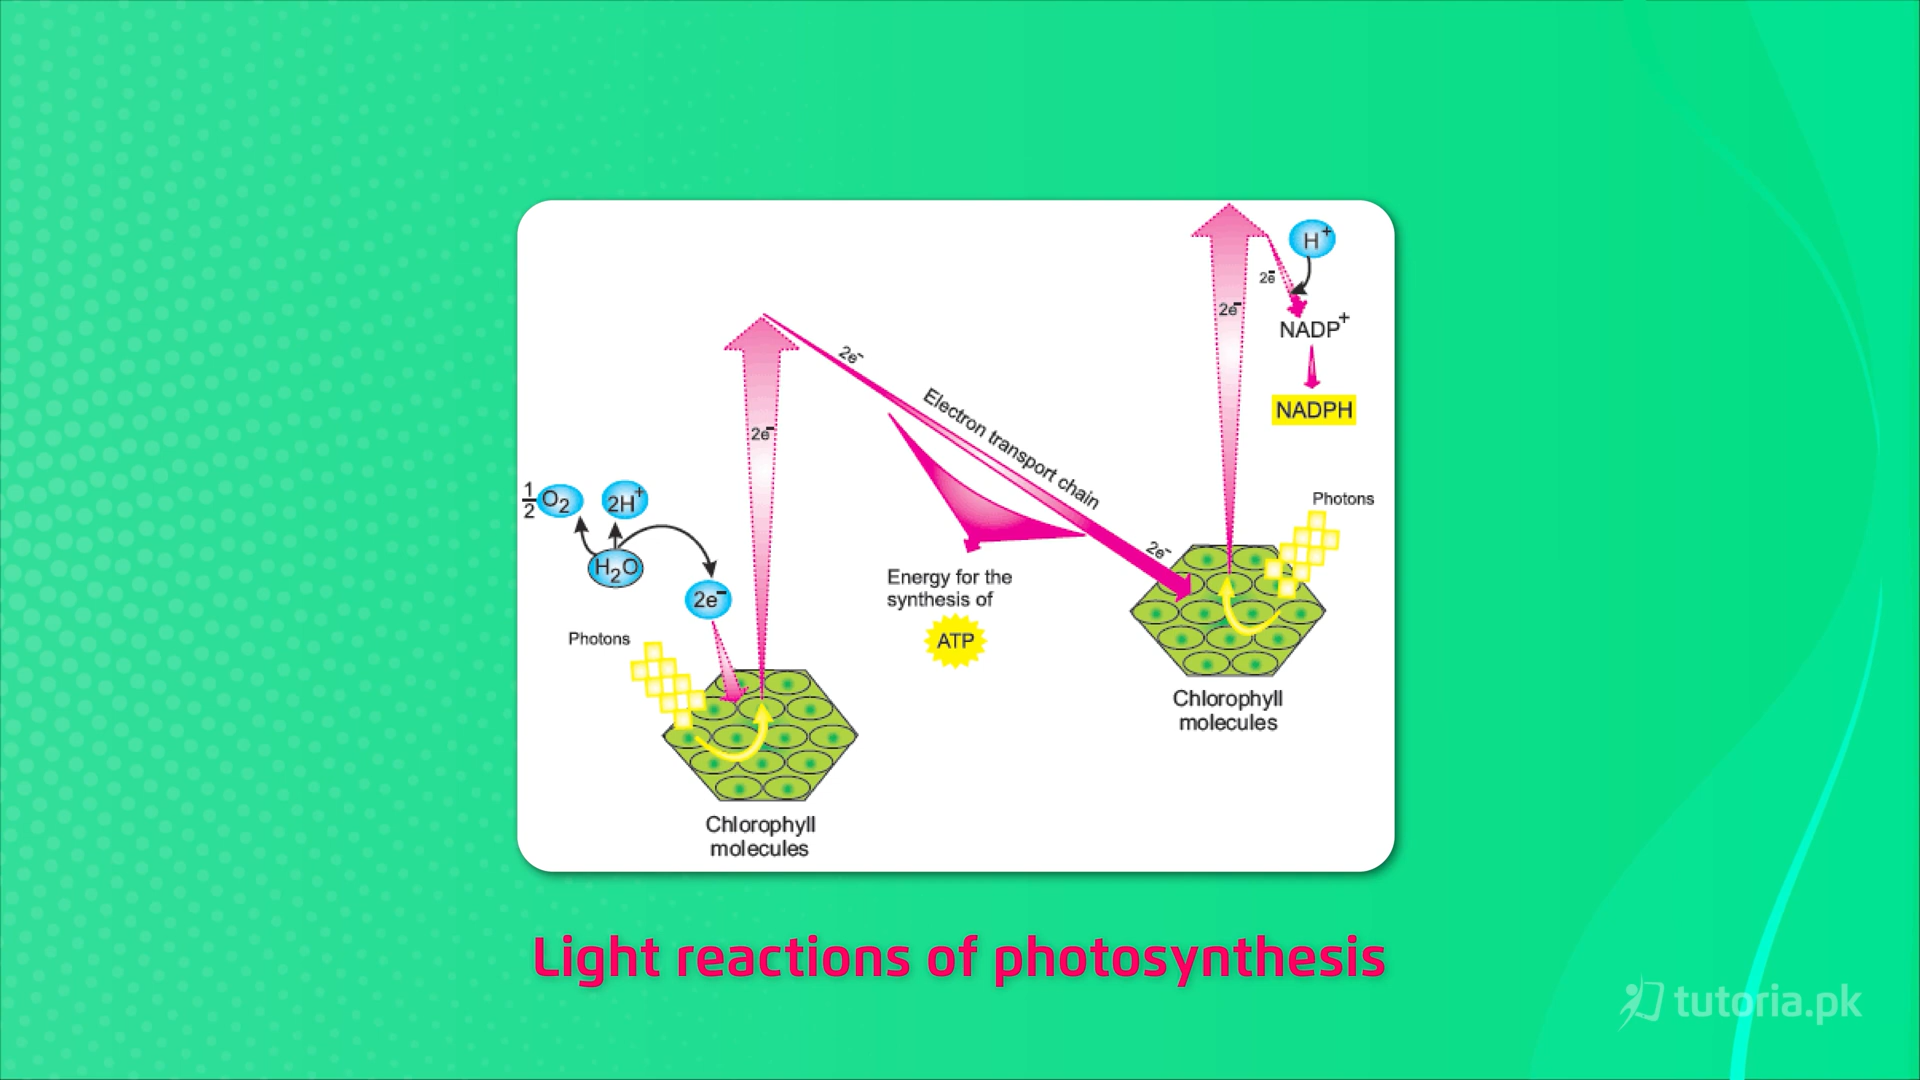 H+
2e-
2e-
NADP+
2e-
Electron transport chain
NADPH
2e-
1/2 O2
2H+
Photons
H2O
2e-
2e-
Energy for the
synthesis of
ATP
Photons
Chlorophyll
molecules
Chlorophyll
molecules
Light reactions of photosynthesis
tutoria.pk